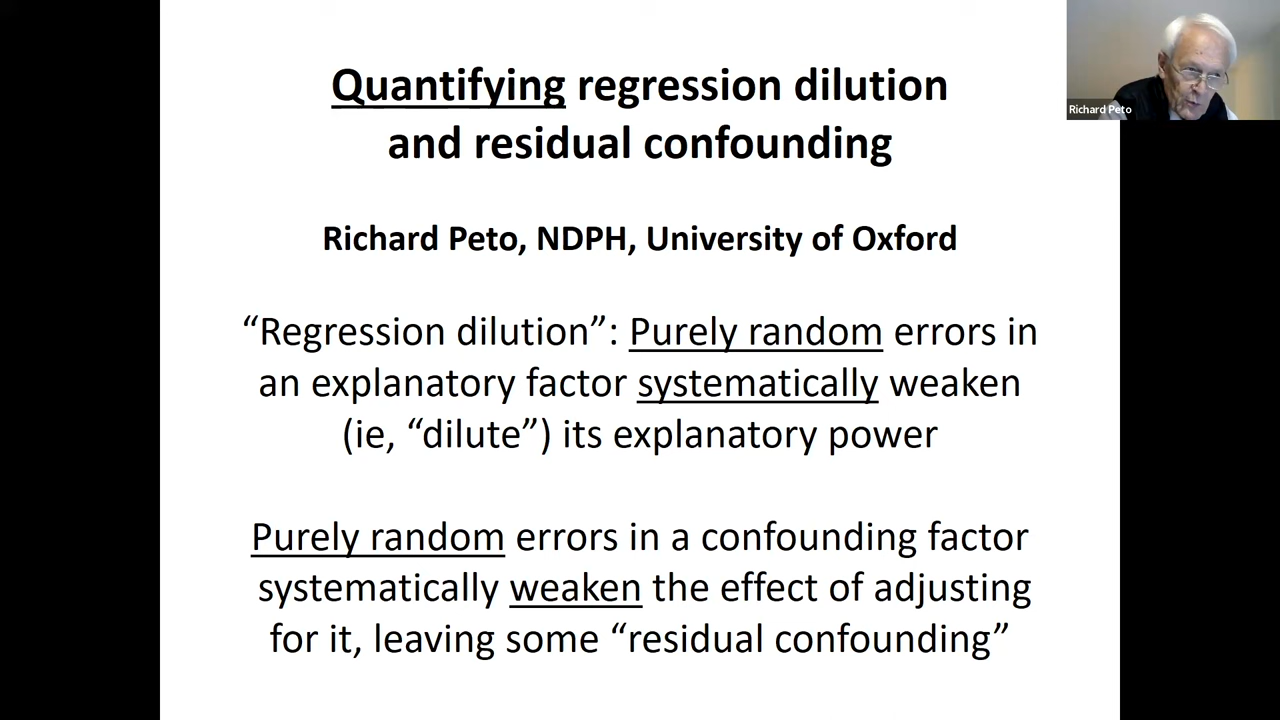 Quantifying regression dilution
and residual confounding
Richard Peto
Richard Peto, NDPH, University of Oxford
“Regression dilution”: Purely random errors in
an explanatory factor systematically weaken
(ie, “dilute”) its explanatory power
Purely random errors in a confounding factor
systematically weaken the effect of adjusting
for it, leaving some “residual confounding”